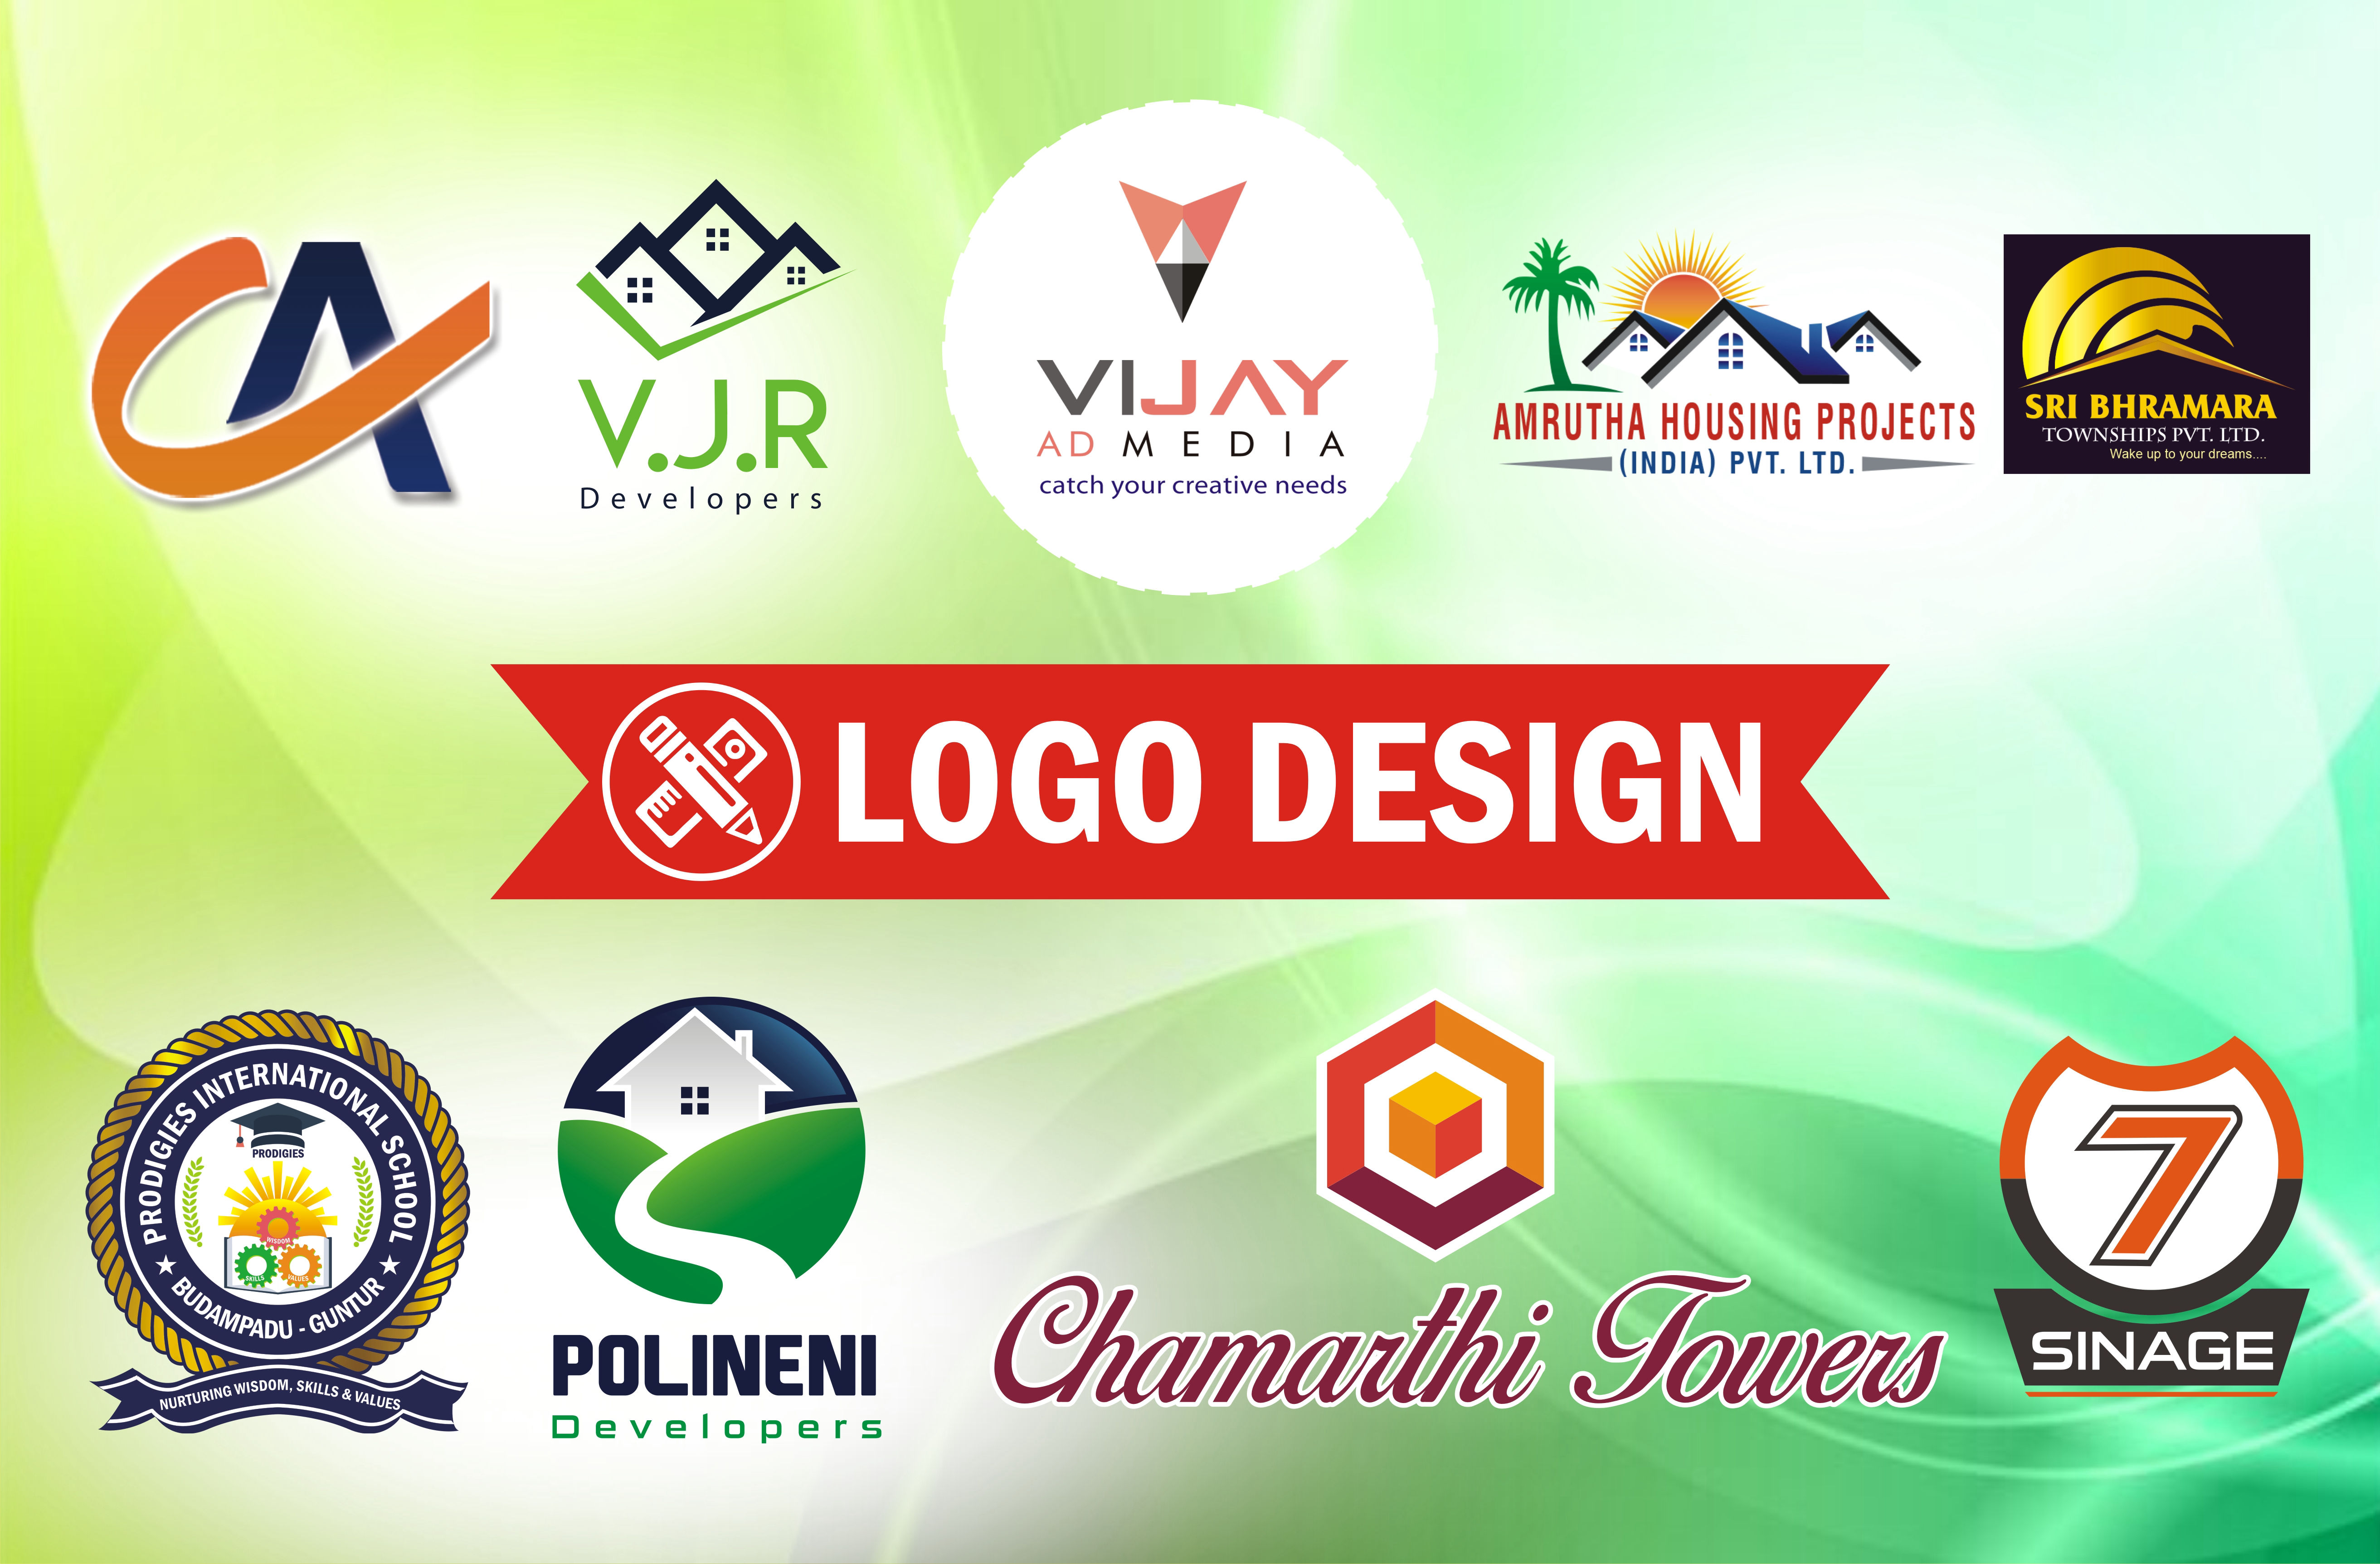 CA
V.J.R
Developers
VIJAY
AD MEDIA
catch your creative needs
AMRUTHA HOUSING PROJECTS
(INDIA) PVT. LTD.
SRI BHRAMARA
TOWNSHIPS PVT. LTD.
Wake up to your dreams....
LOGO DESIGN
PRODIGIES INTERNATIONAL SCHOOL
PRODIGIES
WISDOM
SKILLS
VALUES
BUDAMPADU - GUNTUR
NURTURING WISDOM, SKILLS & VALUES
POLINENI
Developers
Chamarthi Towers
7
SINAGE